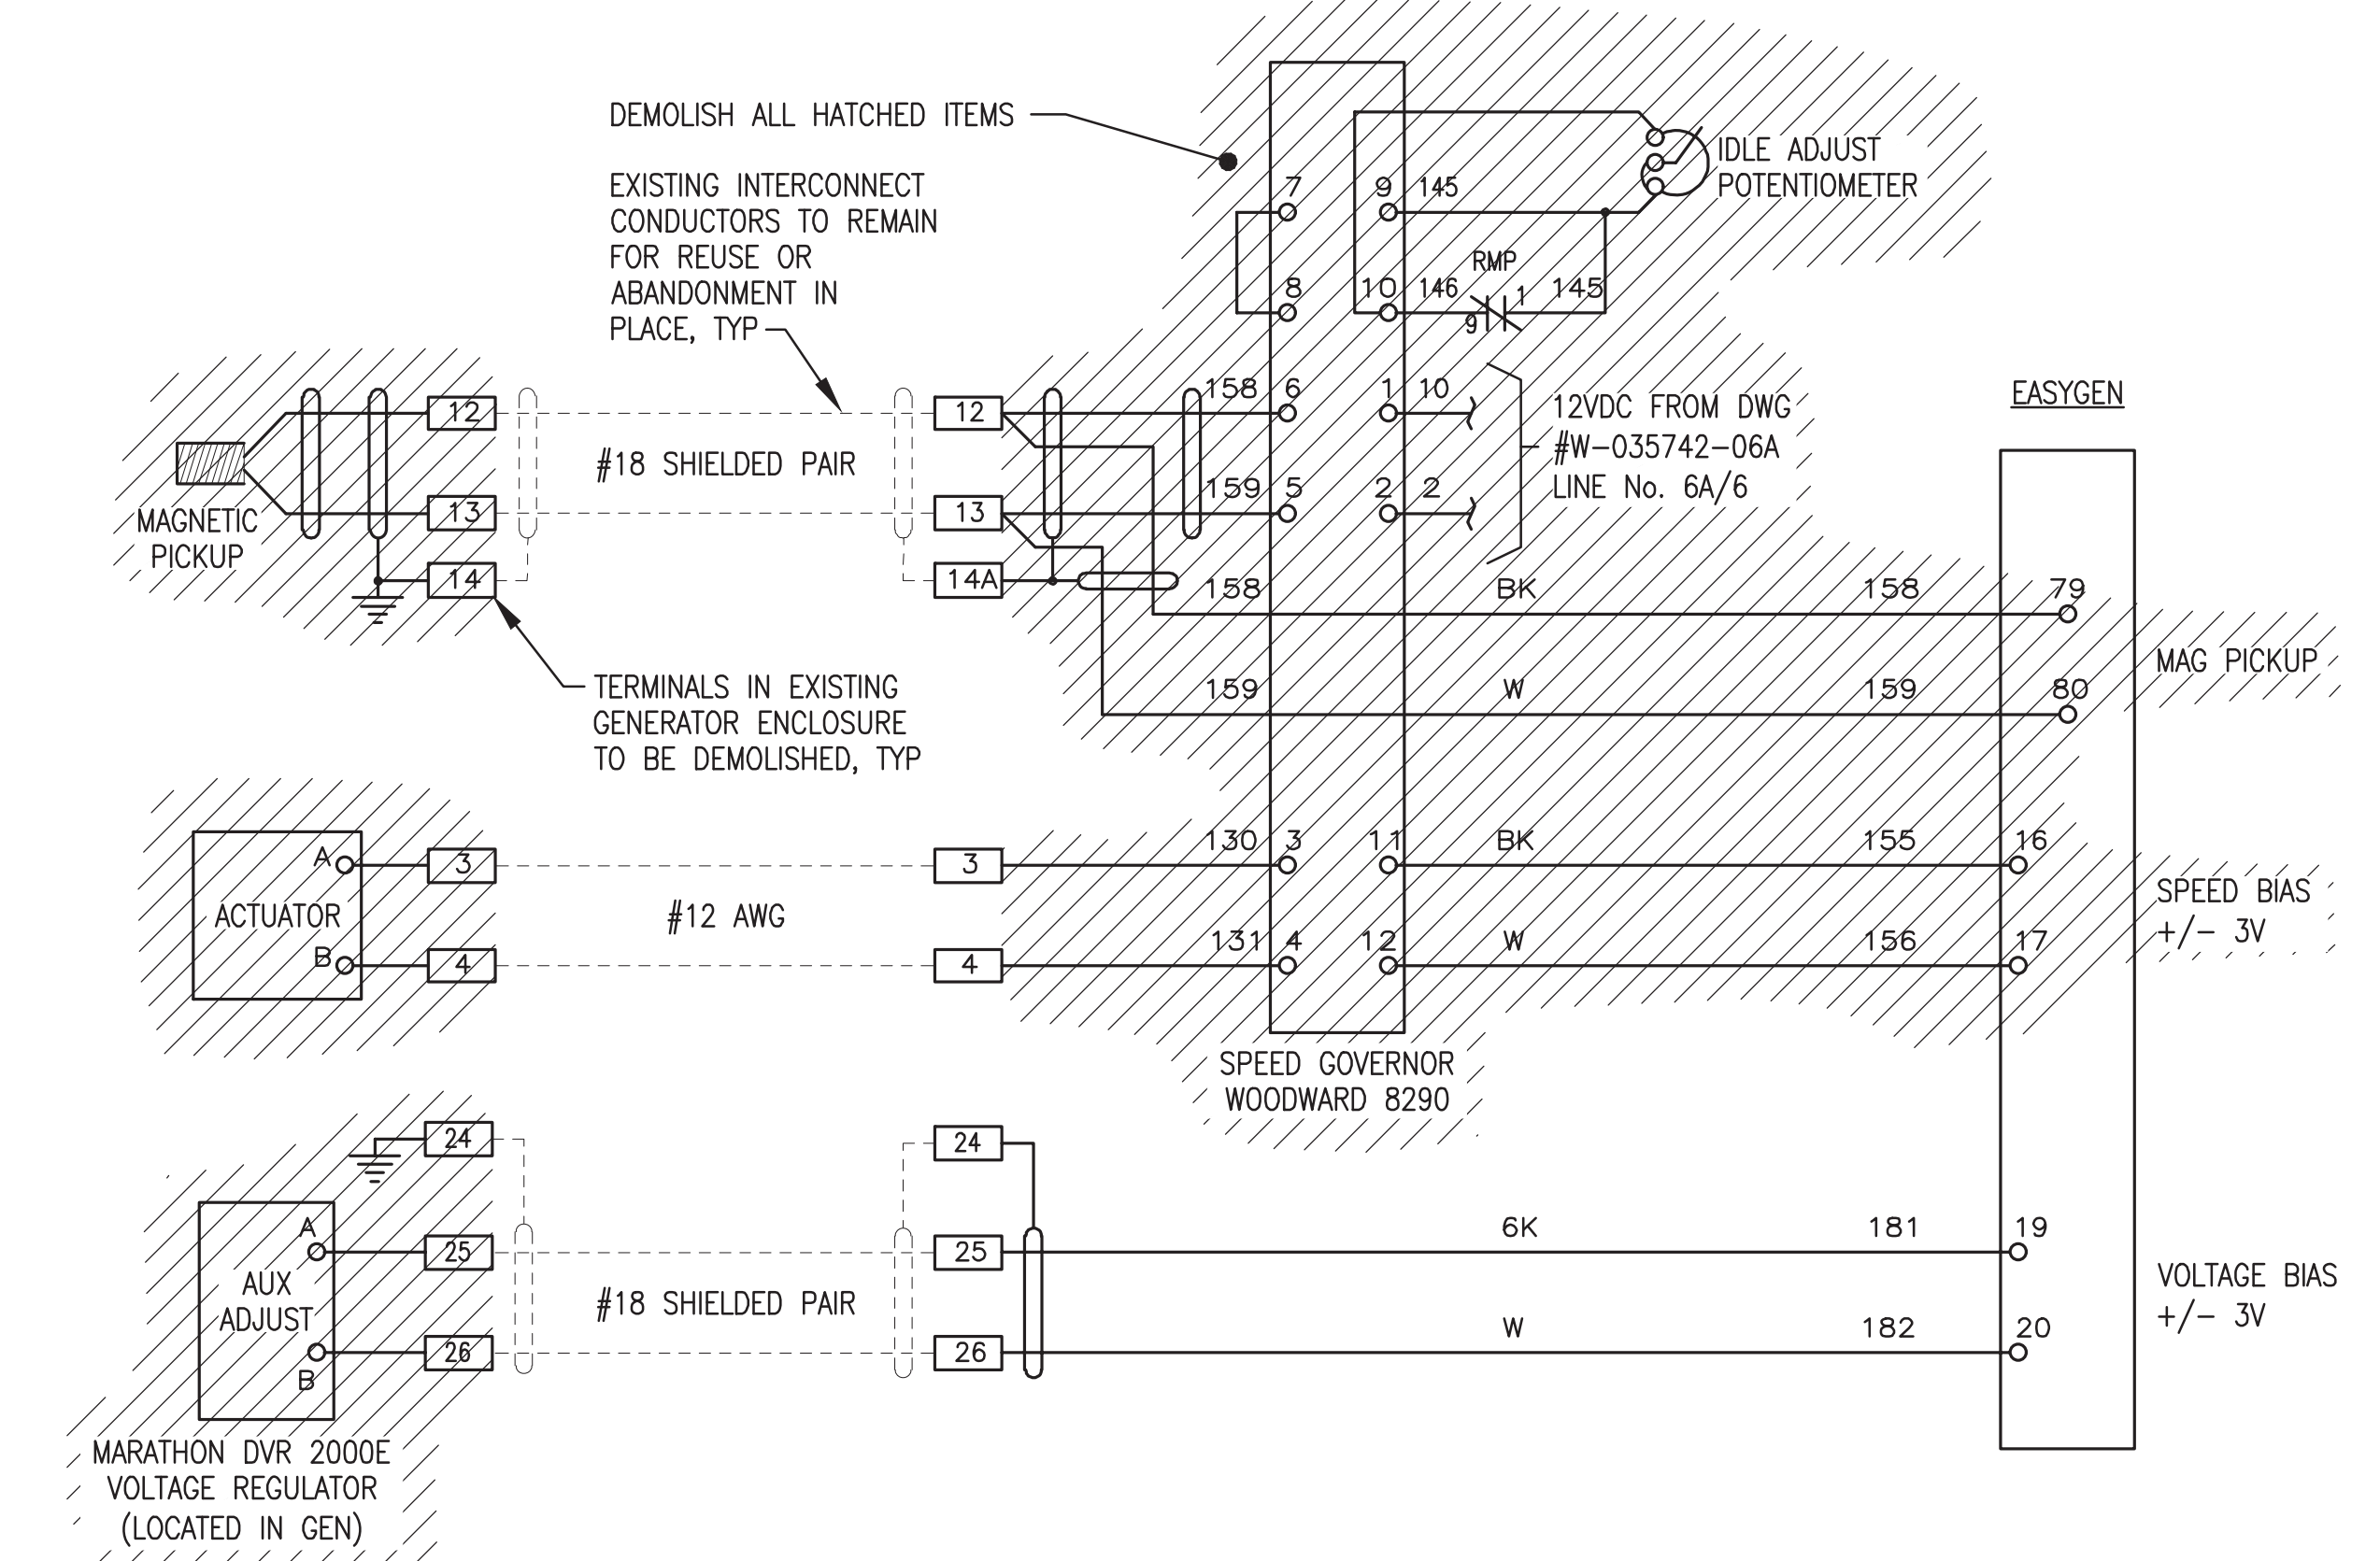 DEMOLISH ALL HATCHED ITEMS
EXISTING INTERCONNECT
CONDUCTORS TO REMAIN
FOR REUSE OR
ABANDONMENT IN
PLACE, TYP
IDLE ADJUST
POTENTIOMETER
7 9 145
RMP
8 10 146 1 145
9
EASYGEN
12 12 158 6 1 10
12VDC FROM DWG
#W-035742-06A
LINE No. 6A/6
#18 SHIELDED PAIR
MAGNETIC
PICKUP
13 13 159 5 2 2
14 14A 158 BK 158 79
MAG PICKUP
159 W 159 80
TERMINALS IN EXISTING
GENERATOR ENCLOSURE
TO BE DEMOLISHED, TYP
A 3 3 130 3 11 BK 155 16
ACTUATOR
#12 AWG
SPEED BIAS
+/- 3V
B 4 4 131 4 12 W 156 17
SPEED GOVERNOR
WOODWARD 8290
24 24
A 25 25 6K 181 19
AUX
ADJUST
#18 SHIELDED PAIR
VOLTAGE BIAS
+/- 3V
B 26 26 W 182 20
MARATHON DVR 2000E
VOLTAGE REGULATOR
(LOCATED IN GEN)